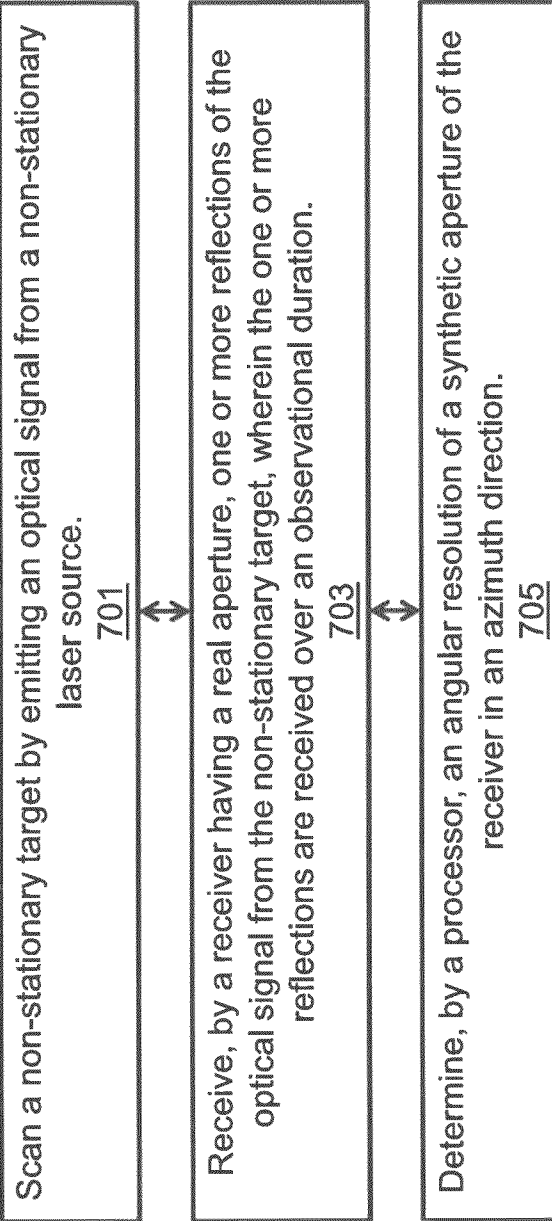 Scan a non-stationary target by emitting an optical signal from a non-stationary
laser source.
701
Receive, by a receiver having a real aperture, one or more reflections of the
optical signal from the non-stationary target, wherein the one or more
reflections are received over an observational duration.
703
Determine, by a processor, an angular resolution of a synthetic aperture of the
receiver in an azimuth direction.
705